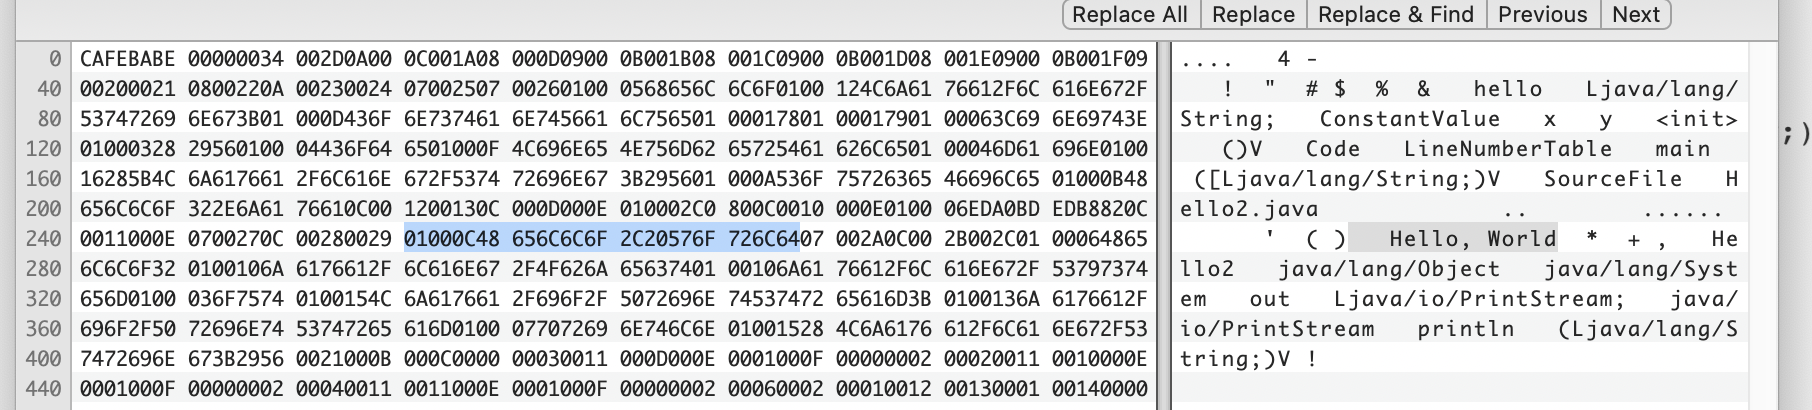 Replace All Replace Replace & Find Previous Next
0 CAFEBABE 00000034 002D0A00 0C001A08 000D0900 0B001B08 001C0900 0B001D08 001E0900 0B001F09 .... 4 -
40 00200021 0800220A 00230024 07002507 00260100 0568656C 6C6F0100 124C6A61 76612F6C 616E672F ! " # $ % & hello Ljava/lang/
80 53747269 6E673B01 000D436F 6E737461 6E745661 6C756501 00017801 00017901 00063C69 6E69743E String; ConstantValue x y <init>
120 01000328 29560100 04436F64 6501000F 4C696E65 4E756D62 65725461 626C6501 00046D61 696E0100 ()V Code LineNumberTable main
160 16285B4C 6A617661 2F6C616E 672F5374 72696E67 3B295601 000A536F 75726365 46696C65 01000B48 ([Ljava/lang/String;)V SourceFile H
200 656C6C6F 322E6A61 76610C00 1200130C 000D000E 010002C0 800C0010 000E0100 06EDA0BD EDB8820C ello2.java .. ......
240 0011000E 0700270C 00280029 01000C48 656C6C6F 2C20576F 726C6407 002A0C00 2B002C01 00064865 ' ( ) Hello, World * + , He
280 6C6C6F32 0100106A 6176612F 6C616E67 2F4F626A 65637401 00106A61 76612F6C 616E672F 53797374 llo2 java/lang/Object java/lang/Syst
320 656D0100 036F7574 0100154C 6A617661 2F696F2F 5072696E 74537472 65616D3B 0100136A 6176612F em out Ljava/io/PrintStream; java/
360 696F2F50 72696E74 53747265 616D0100 07707269 6E746C6E 01001528 4C6A6176 612F6C61 6E672F53 io/PrintStream println (Ljava/lang/S
400 7472696E 673B2956 0021000B 000C0000 00030011 000D000E 0001000F 00000002 00020011 0010000E tring;)V !
440 0001000F 00000002 00040011 0011000E 0001000F 00000002 00060002 00010012 00130001 00140000
;)